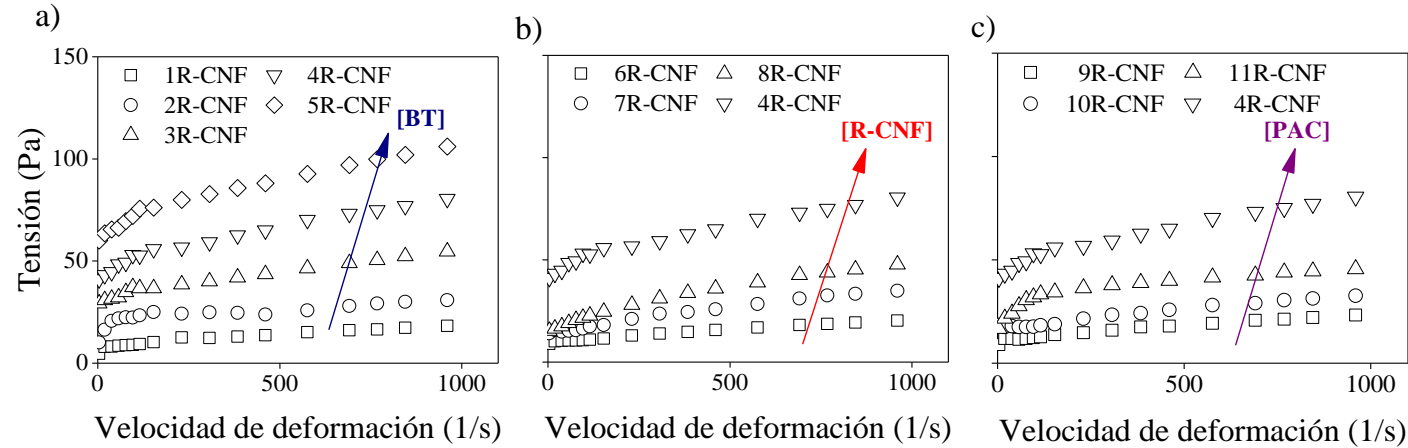 a)
b)
c)
150
100
50
0
Tensión (Pa)
1R-CNF 4R-CNF
2R-CNF 5R-CNF
3R-CNF
[BT]
0 500 1000
Velocidad de deformación (1/s)
6R-CNF 8R-CNF
7R-CNF 4R-CNF
[R-CNF]
0 500 1000
Velocidad de deformación (1/s)
9R-CNF 11R-CNF
10R-CNF 4R-CNF
[PAC]
0 500 1000
Velocidad de deformación (1/s)